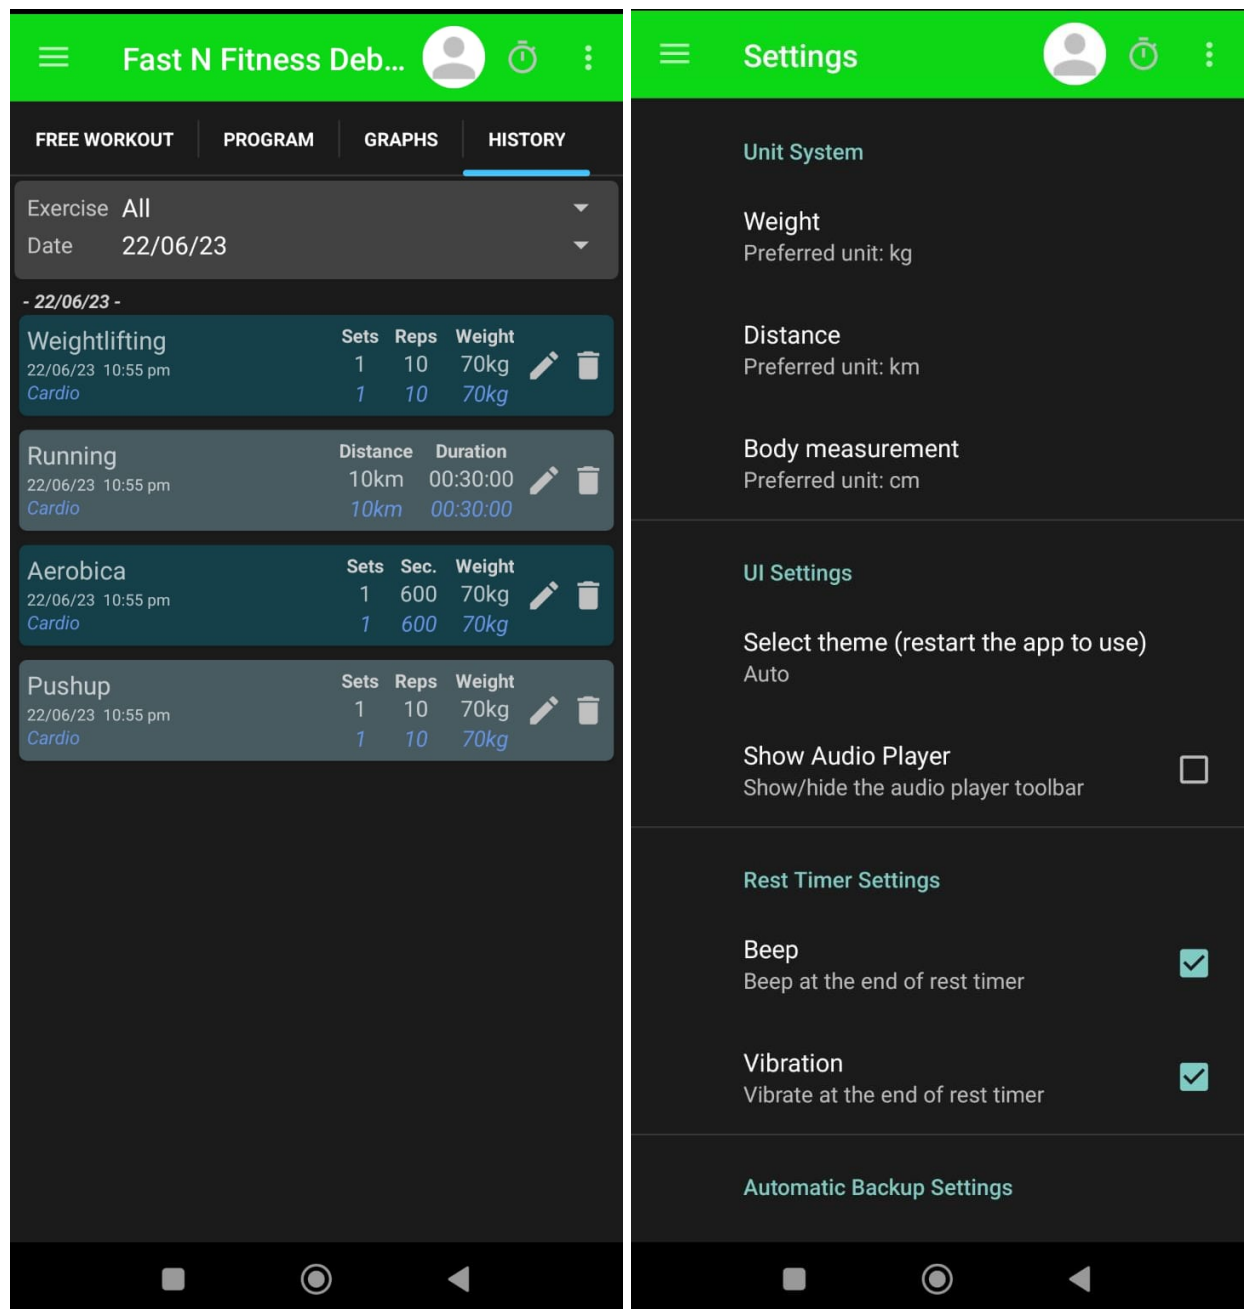 Fast N Fitness Deb...
FREE WORKOUT PROGRAM GRAPHS HISTORY
Exercise All
Date 22/06/23
- 22/06/23 -
Weightlifting Sets Reps Weight
22/06/23 10:55 pm 1 10 70kg
Cardio 1 10 70kg
Running Distance Duration
22/06/23 10:55 pm 10km 00:30:00
Cardio 10km 00:30:00
Aerobica Sets Sec. Weight
22/06/23 10:55 pm 1 600 70kg
Cardio 1 600 70kg
Pushup Sets Reps Weight
22/06/23 10:55 pm 1 10 70kg
Cardio 1 10 70kg
Settings
Unit System
Weight
Preferred unit: kg
Distance
Preferred unit: km
Body measurement
Preferred unit: cm
UI Settings
Select theme (restart the app to use)
Auto
Show Audio Player
Show/hide the audio player toolbar
Rest Timer Settings
Beep
Beep at the end of rest timer
Vibration
Vibrate at the end of rest timer
Automatic Backup Settings